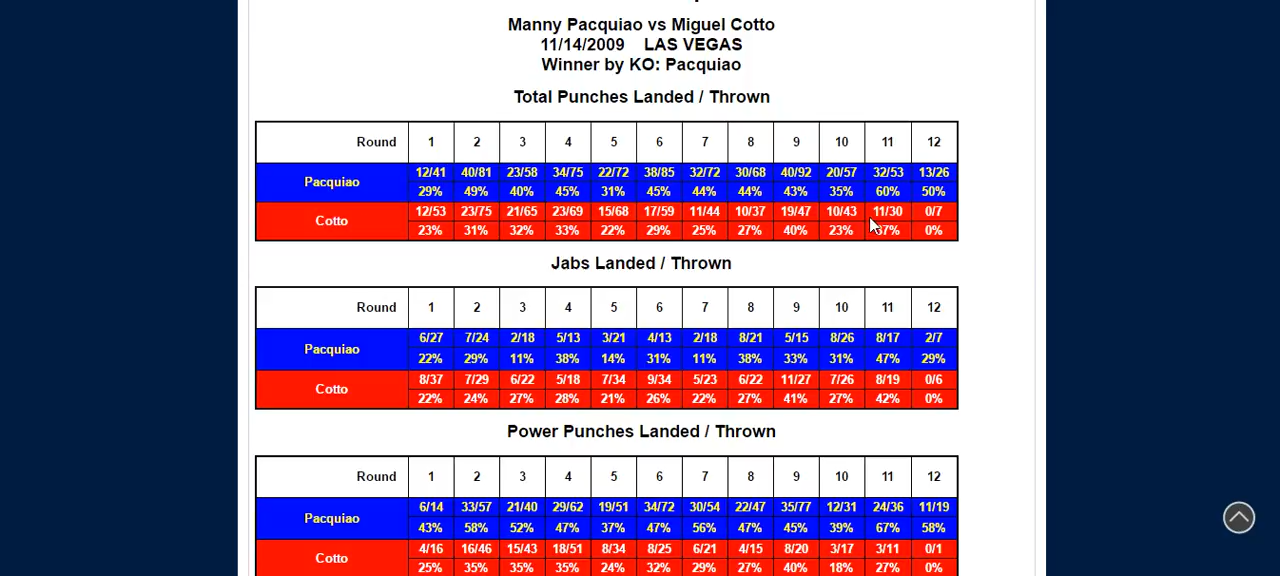 Manny Pacquiao vs Miguel Cotto
11/14/2009 LAS VEGAS
Winner by KO: Pacquiao
Total Punches Landed / Thrown
Round 1 2 3 4 5 6 7 8 9 10 11 12
Pacquiao
12/41 40/81 23/58 34/75 22/72 38/85 32/72 30/68 40/92 20/57 32/53 13/26
29% 49% 40% 45% 31% 45% 44% 44% 43% 35% 60% 50%
Cotto
12/53 23/75 21/65 23/69 15/68 17/59 11/44 10/37 19/47 10/43 11/30 0/7
23% 31% 32% 33% 22% 29% 25% 27% 40% 23% 37% 0%
Jabs Landed / Thrown
Round 1 2 3 4 5 6 7 8 9 10 11 12
Pacquiao
6/27 7/24 2/18 5/13 3/21 4/13 2/18 8/21 5/15 8/26 8/17 2/7
22% 29% 11% 38% 14% 31% 11% 38% 33% 31% 47% 29%
Cotto
8/37 7/29 6/22 5/18 7/34 9/34 5/23 6/22 11/27 7/26 8/19 0/6
22% 24% 27% 28% 21% 26% 22% 27% 41% 27% 42% 0%
Power Punches Landed / Thrown
Round 1 2 3 4 5 6 7 8 9 10 11 12
Pacquiao
6/14 33/57 21/40 29/62 19/51 34/72 30/54 22/47 35/77 12/31 24/36 11/19
43% 58% 52% 47% 37% 47% 56% 47% 45% 39% 67% 58%
Cotto
4/16 16/46 15/43 18/51 8/34 8/25 6/21 4/15 8/20 3/17 3/11 0/1
25% 35% 35% 35% 24% 32% 29% 27% 40% 18% 27% 0%